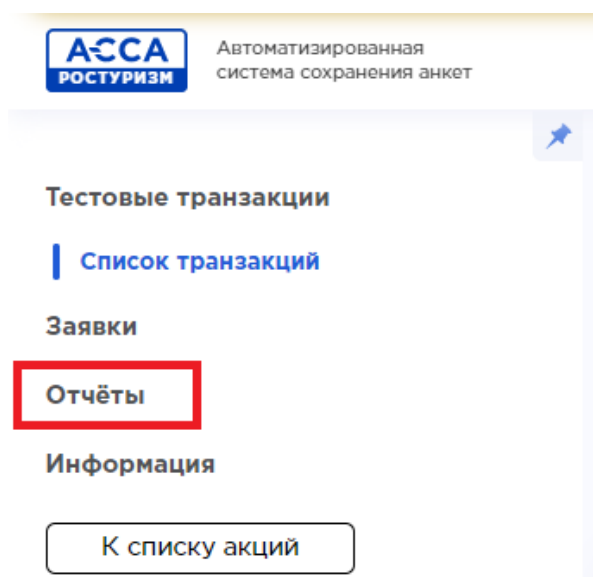 АССА
РОСТУРИЗМ
Автоматизированная
система сохранения анкет
Тестовые транзакции
Список транзакций
Заявки
Отчёты
Информация
К списку акций